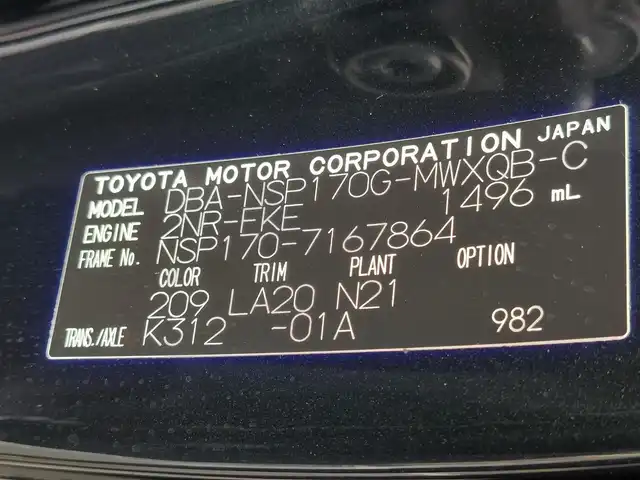 TOYOTA MOTOR CORPORATION JAPAN
MODEL DBA-NSP170G-MWXQB-C
ENGINE 2NR-FKE 1496 mL
FRAME No. NSP170-7167864
COLOR TRIM PLANT OPTION
209 LA20 N21
TRANS./AXLE K312 -01A 982